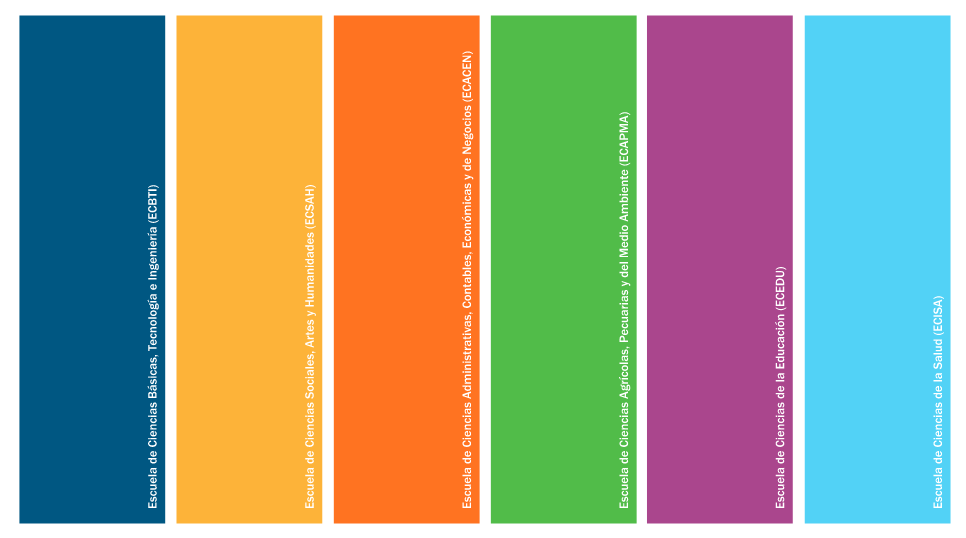 Escuela de Ciencias Básicas, Tecnología e Ingeniería (ECBTI)
Escuela de Ciencias Sociales, Artes y Humanidades (ECSAH)
Escuela de Ciencias Administrativas, Contables, Económicas y de Negocios (ECACEN)
Escuela de Ciencias Agrícolas, Pecuarias y del Medio Ambiente (ECAPMA)
Escuela de Ciencias de la Educación (ECEDU)
Escuela de Ciencias de la Salud (ECISA)